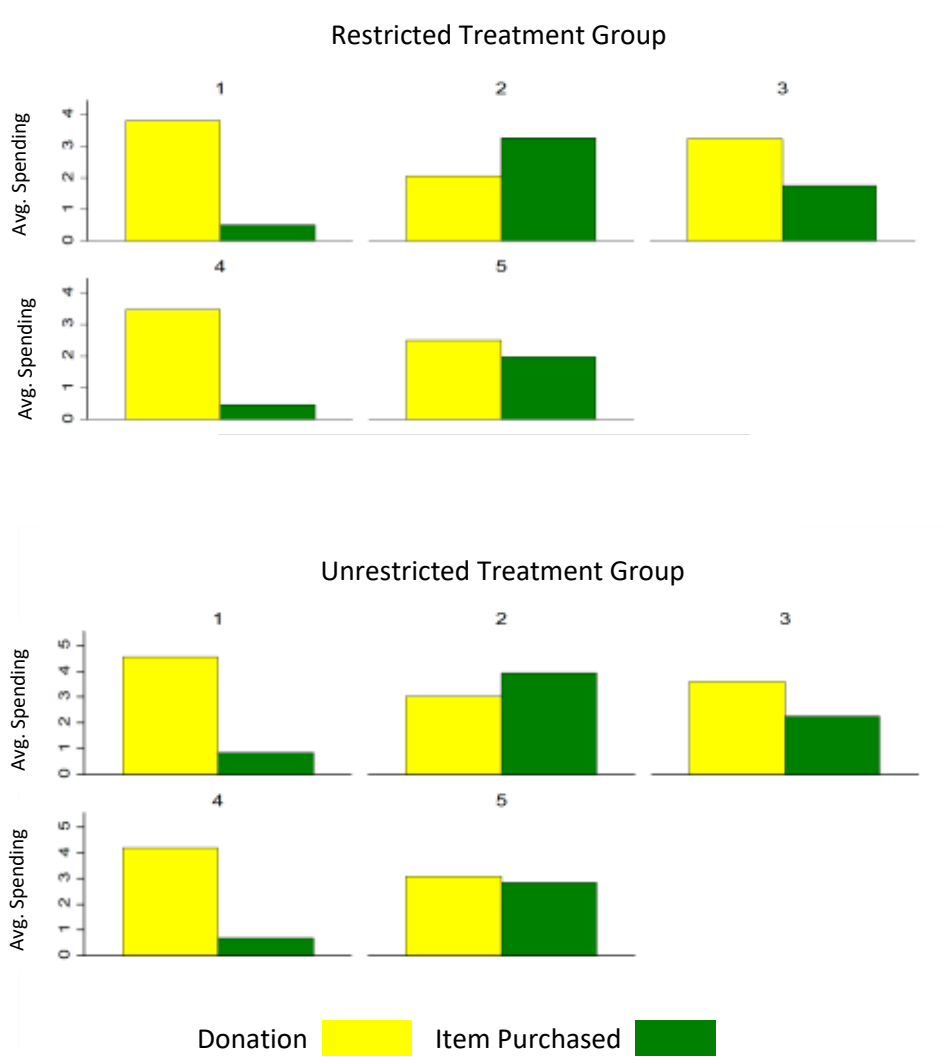 Restricted Treatment Group
1 2 3
Avg. Spending
4
3
2
1
0
4 5
Avg. Spending
4
3
2
1
0
Unrestricted Treatment Group
1 2 3
Avg. Spending
5
4
3
2
1
0
4 5
Avg. Spending
5
4
3
2
1
0
Donation Item Purchased